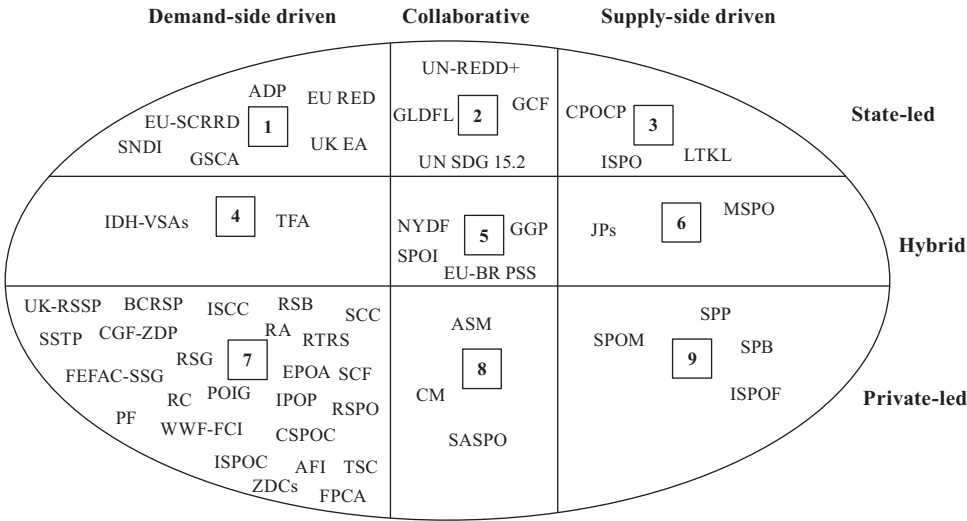 Demand-side driven Collaborative Supply-side driven
State-led
ADP
EU RED
EU-SCRRD
1
SNDI
GSCA
UK EA
UN-REDD+
GLDFL
2
GCF
UN SDG 15.2
CPOCP
3
ISPO
LTKL
Hybrid
IDH-VSAs
4
TFA
NYDF
5
GGP
SPOI
EU-BR PSS
JPs
6
MSPO
Private-led
UK-RSSP
BCRSP
ISCC
RSB
SCC
SSTP
CGF-ZDP
RA
RTRS
RSG
7
FEFAC-SSG
EPOA
SCF
RC
POIG
IPOP
RSPO
PF
WWF-FCI
CSPOC
ISPOC
AFI
TSC
ZDCs
FPCA
ASM
8
CM
SASPO
SPP
SPOM
9
SPB
ISPOF